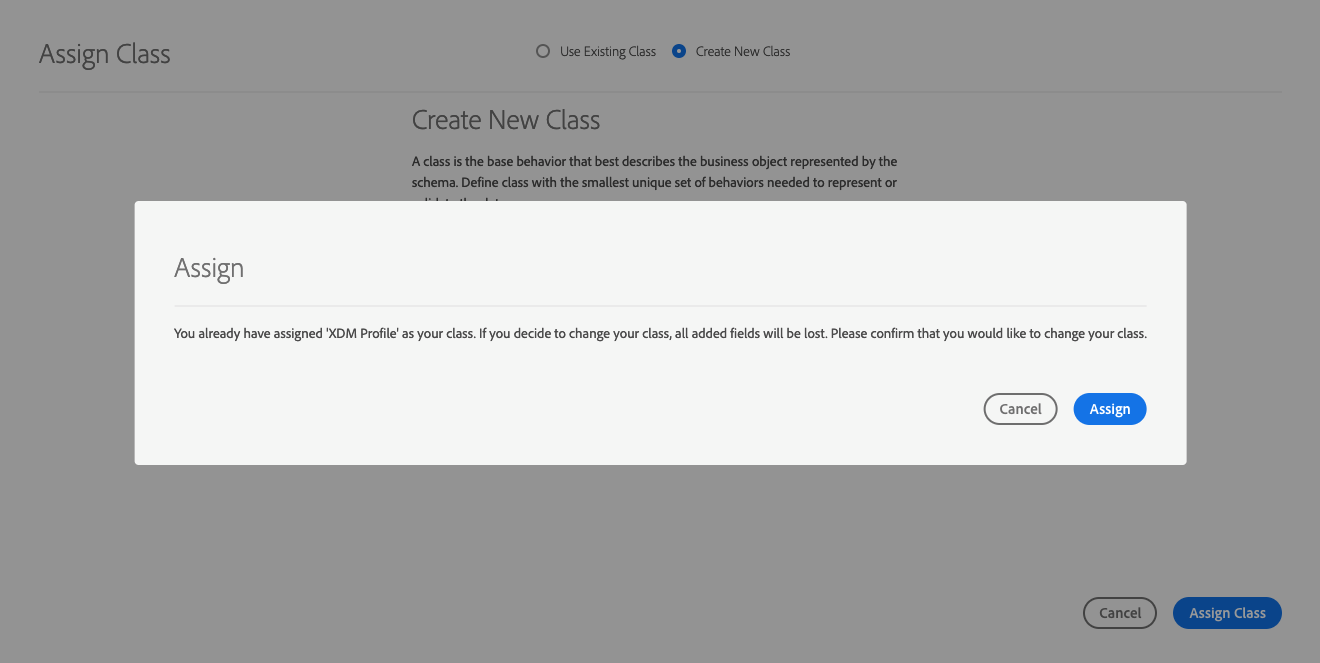 Assign Class
Use Existing Class
Create New Class
Create New Class
A class is the base behavior that best describes the business object represented by the
schema. Define class with the smallest unique set of behaviors needed to represent or
Assign
You already have assigned 'XDM Profile' as your class. If you decide to change your class, all added fields will be lost. Please confirm that you would like to change your class.
Cancel
Assign
Cancel
Assign Class